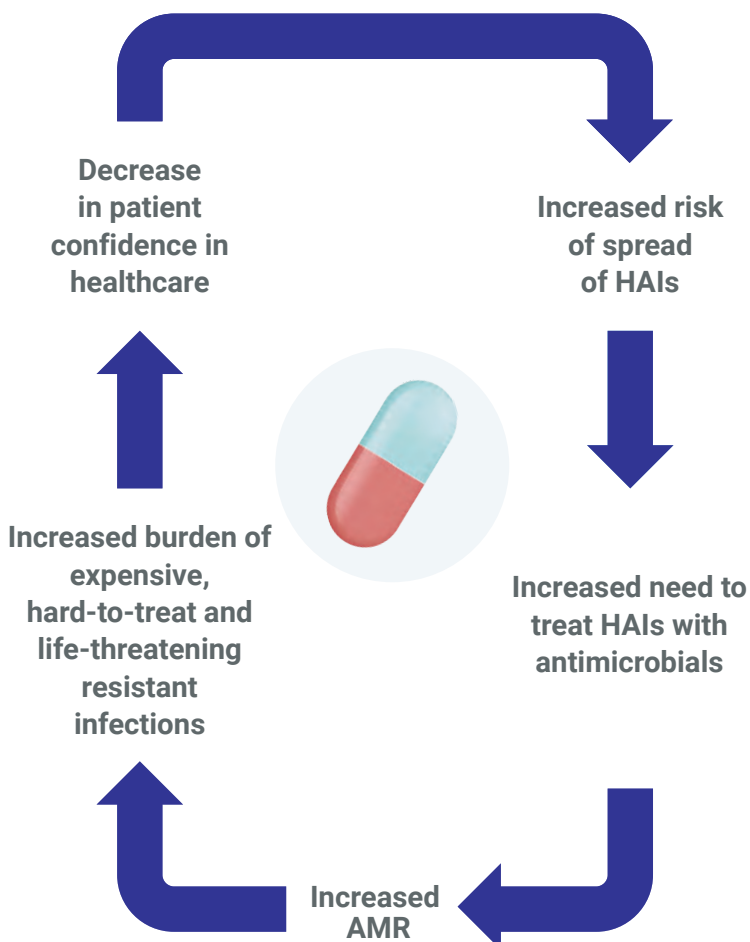 Decrease
in patient
confidence in
healthcare
Increased risk
of spread
of HAIs
Increased need to
treat HAIs with
antimicrobials
Increased
AMR
Increased burden of
expensive,
hard-to-treat and
life-threatening
resistant
infections